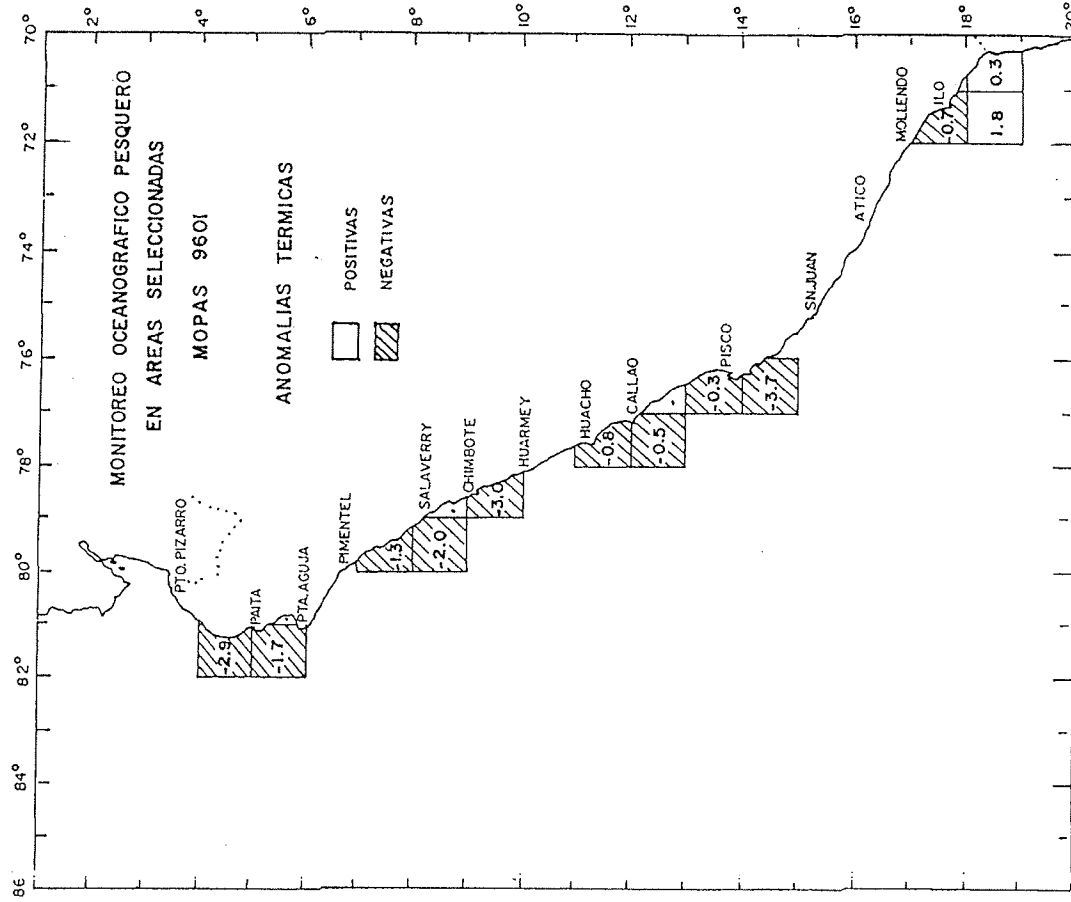 70°
72°
74°
76°
78°
80°
82°
84°
86°
2°
4°
6°
8°
10°
12°
14°
16°
18°
20°
MONITOREO OCEANOGRAFICO PESQUERO
EN AREAS SELECCIONADAS
MOPAS 9601
ANOMALIAS TERMICAS
POSITIVAS
NEGATIVAS
PTO. PIZARRO
PAITA
PTA. AGUJA
PIMENTEL
SALAVERRY
CHIMBOTE
HUARMEY
HUACHO
CALLAO
PISCO
SN.JUAN
ATICO
MOLLENDO
ILO
-2.9
-1.7
-1.3
-2.0
-3.0
-0.8
-0.5
-0.3
-3.7
-0.7
1.8
0.3